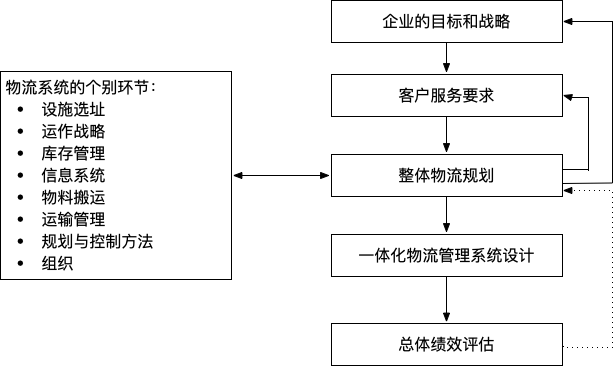 企业的目标和战略
客户服务要求
整体物流规划
一体化物流管理系统设计
总体绩效评估
物流系统的个别环节：
• 设施选址
• 运作战略
• 库存管理
• 信息系统
• 物料搬运
• 运输管理
• 规划与控制方法
• 组织